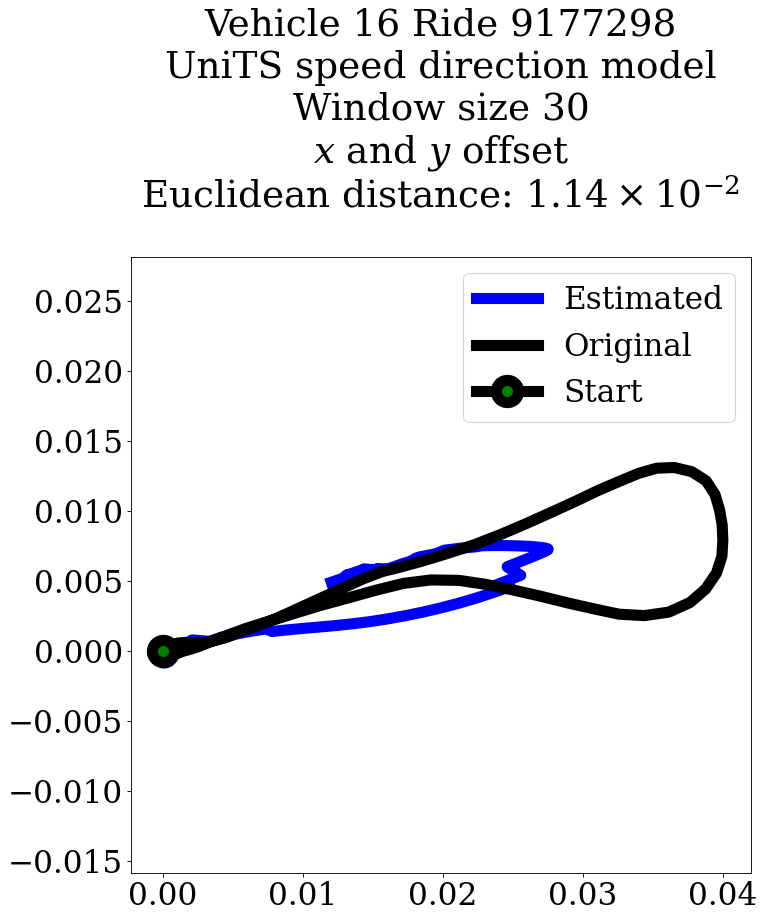 Vehicle 16 Ride 9177298
UniTS speed direction model
Window size 30
x and y offset
Euclidean distance: 1.14 × 10⁻²
Estimated
Original
Start
0.025
0.020
0.015
0.010
0.005
0.000
−0.005
−0.010
−0.015
0.00 0.01 0.02 0.03 0.04